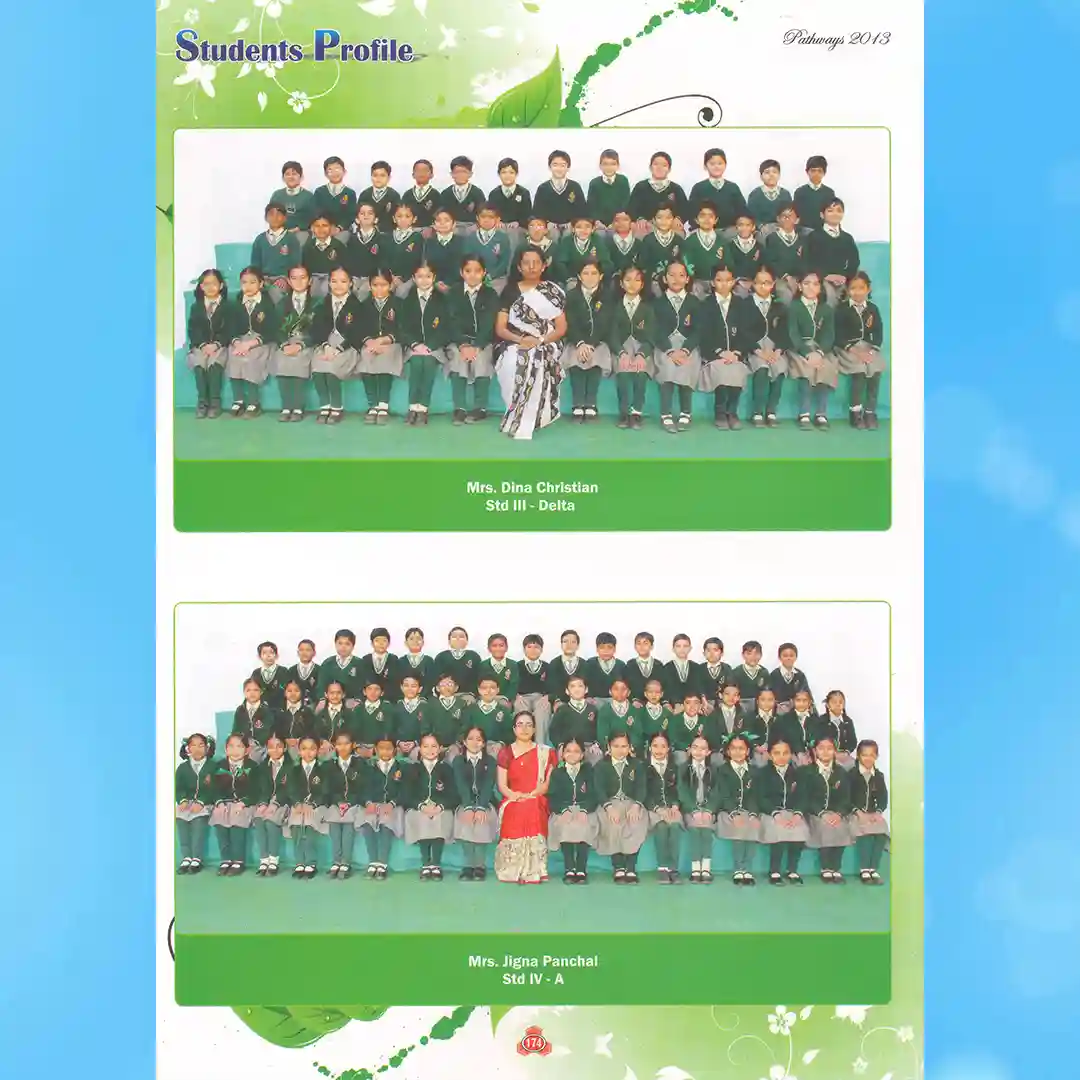 Students Profile
Pathways 2013
Mrs. Dina Christian
Std III - Delta
Mrs. Jigna Panchal
Std IV - A
174